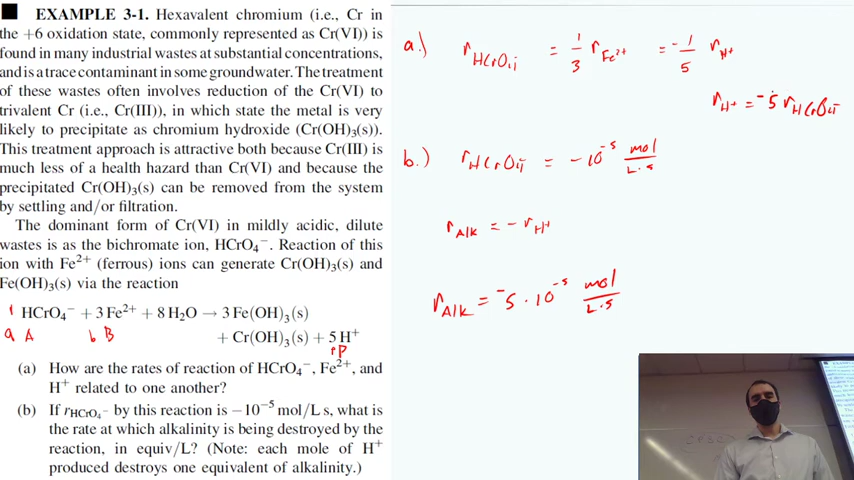 ■ EXAMPLE 3-1. Hexavalent chromium (i.e., Cr in
the +6 oxidation state, commonly represented as Cr(VI)) is
found in many industrial wastes at substantial concentrations,
and is a trace contaminant in some groundwater. The treatment
of these wastes often involves reduction of the Cr(VI) to
trivalent Cr (i.e., Cr(III)), in which state the metal is very
likely to precipitate as chromium hydroxide (Cr(OH)₃(s)).
This treatment approach is attractive both because Cr(III) is
much less of a health hazard than Cr(VI) and because the
precipitated Cr(OH)₃(s) can be removed from the system
by settling and/or filtration.
The dominant form of Cr(VI) in mildly acidic, dilute
wastes is as the bichromate ion, HCrO₄⁻. Reaction of this
ion with Fe²⁺ (ferrous) ions can generate Cr(OH)₃(s) and
Fe(OH)₃(s) via the reaction
1 HCrO₄⁻ + 3 Fe²⁺ + 8 H₂O → 3 Fe(OH)₃(s)
a A b B + Cr(OH)₃(s) + 5 H⁺
pP
(a) How are the rates of reaction of HCrO₄⁻, Fe²⁺, and
H⁺ related to one another?
(b) If r_HCrO₄⁻ by this reaction is −10⁻⁵ mol/L s, what is
the rate at which alkalinity is being destroyed by the
reaction, in equiv/L? (Note: each mole of H⁺
produced destroys one equivalent of alkalinity.)
a.) r_HCrO₄⁻ = 1/3 r_Fe²⁺ = -1/5 r_H⁺
r_H⁺ = -5 r_HCrO₄⁻
b.) r_HCrO₄⁻ = -10⁻⁵ mol/L·s
r_Alk = - r_H⁺
r_Alk = -5 · 10⁻⁵ mol/L·s